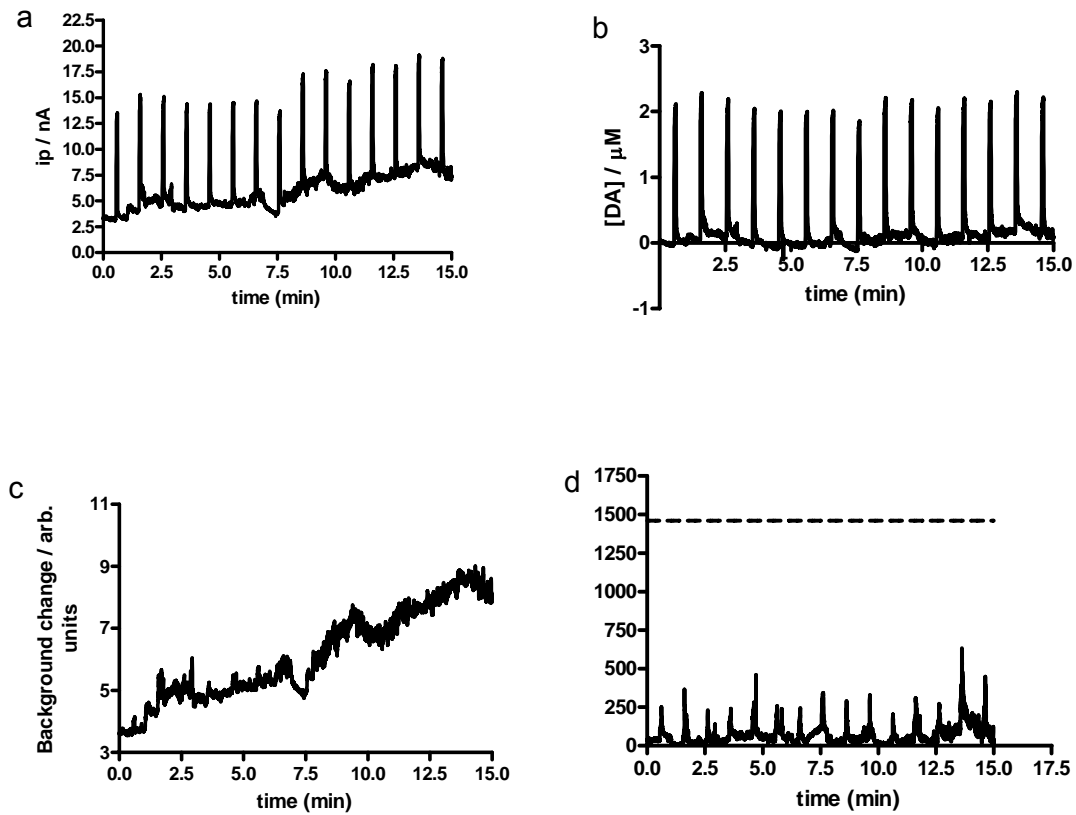 a
22.5
20.0
17.5
15.0
12.5
10.0
7.5
5.0
2.5
0.0
ip / nA
0.0 2.5 5.0 7.5 10.0 12.5 15.0
time (min)
b
3
2
1
0
-1
[DA] / μM
2.5 5.0 7.5 10.0 12.5 15.0
time (min)
c
11
9
7
5
3
Background change / arb.
units
0.0 2.5 5.0 7.5 10.0 12.5 15.0
time (min)
d
1750
1500
1250
1000
750
500
250
0
0.0 2.5 5.0 7.5 10.0 12.5 15.0 17.5
time (min)